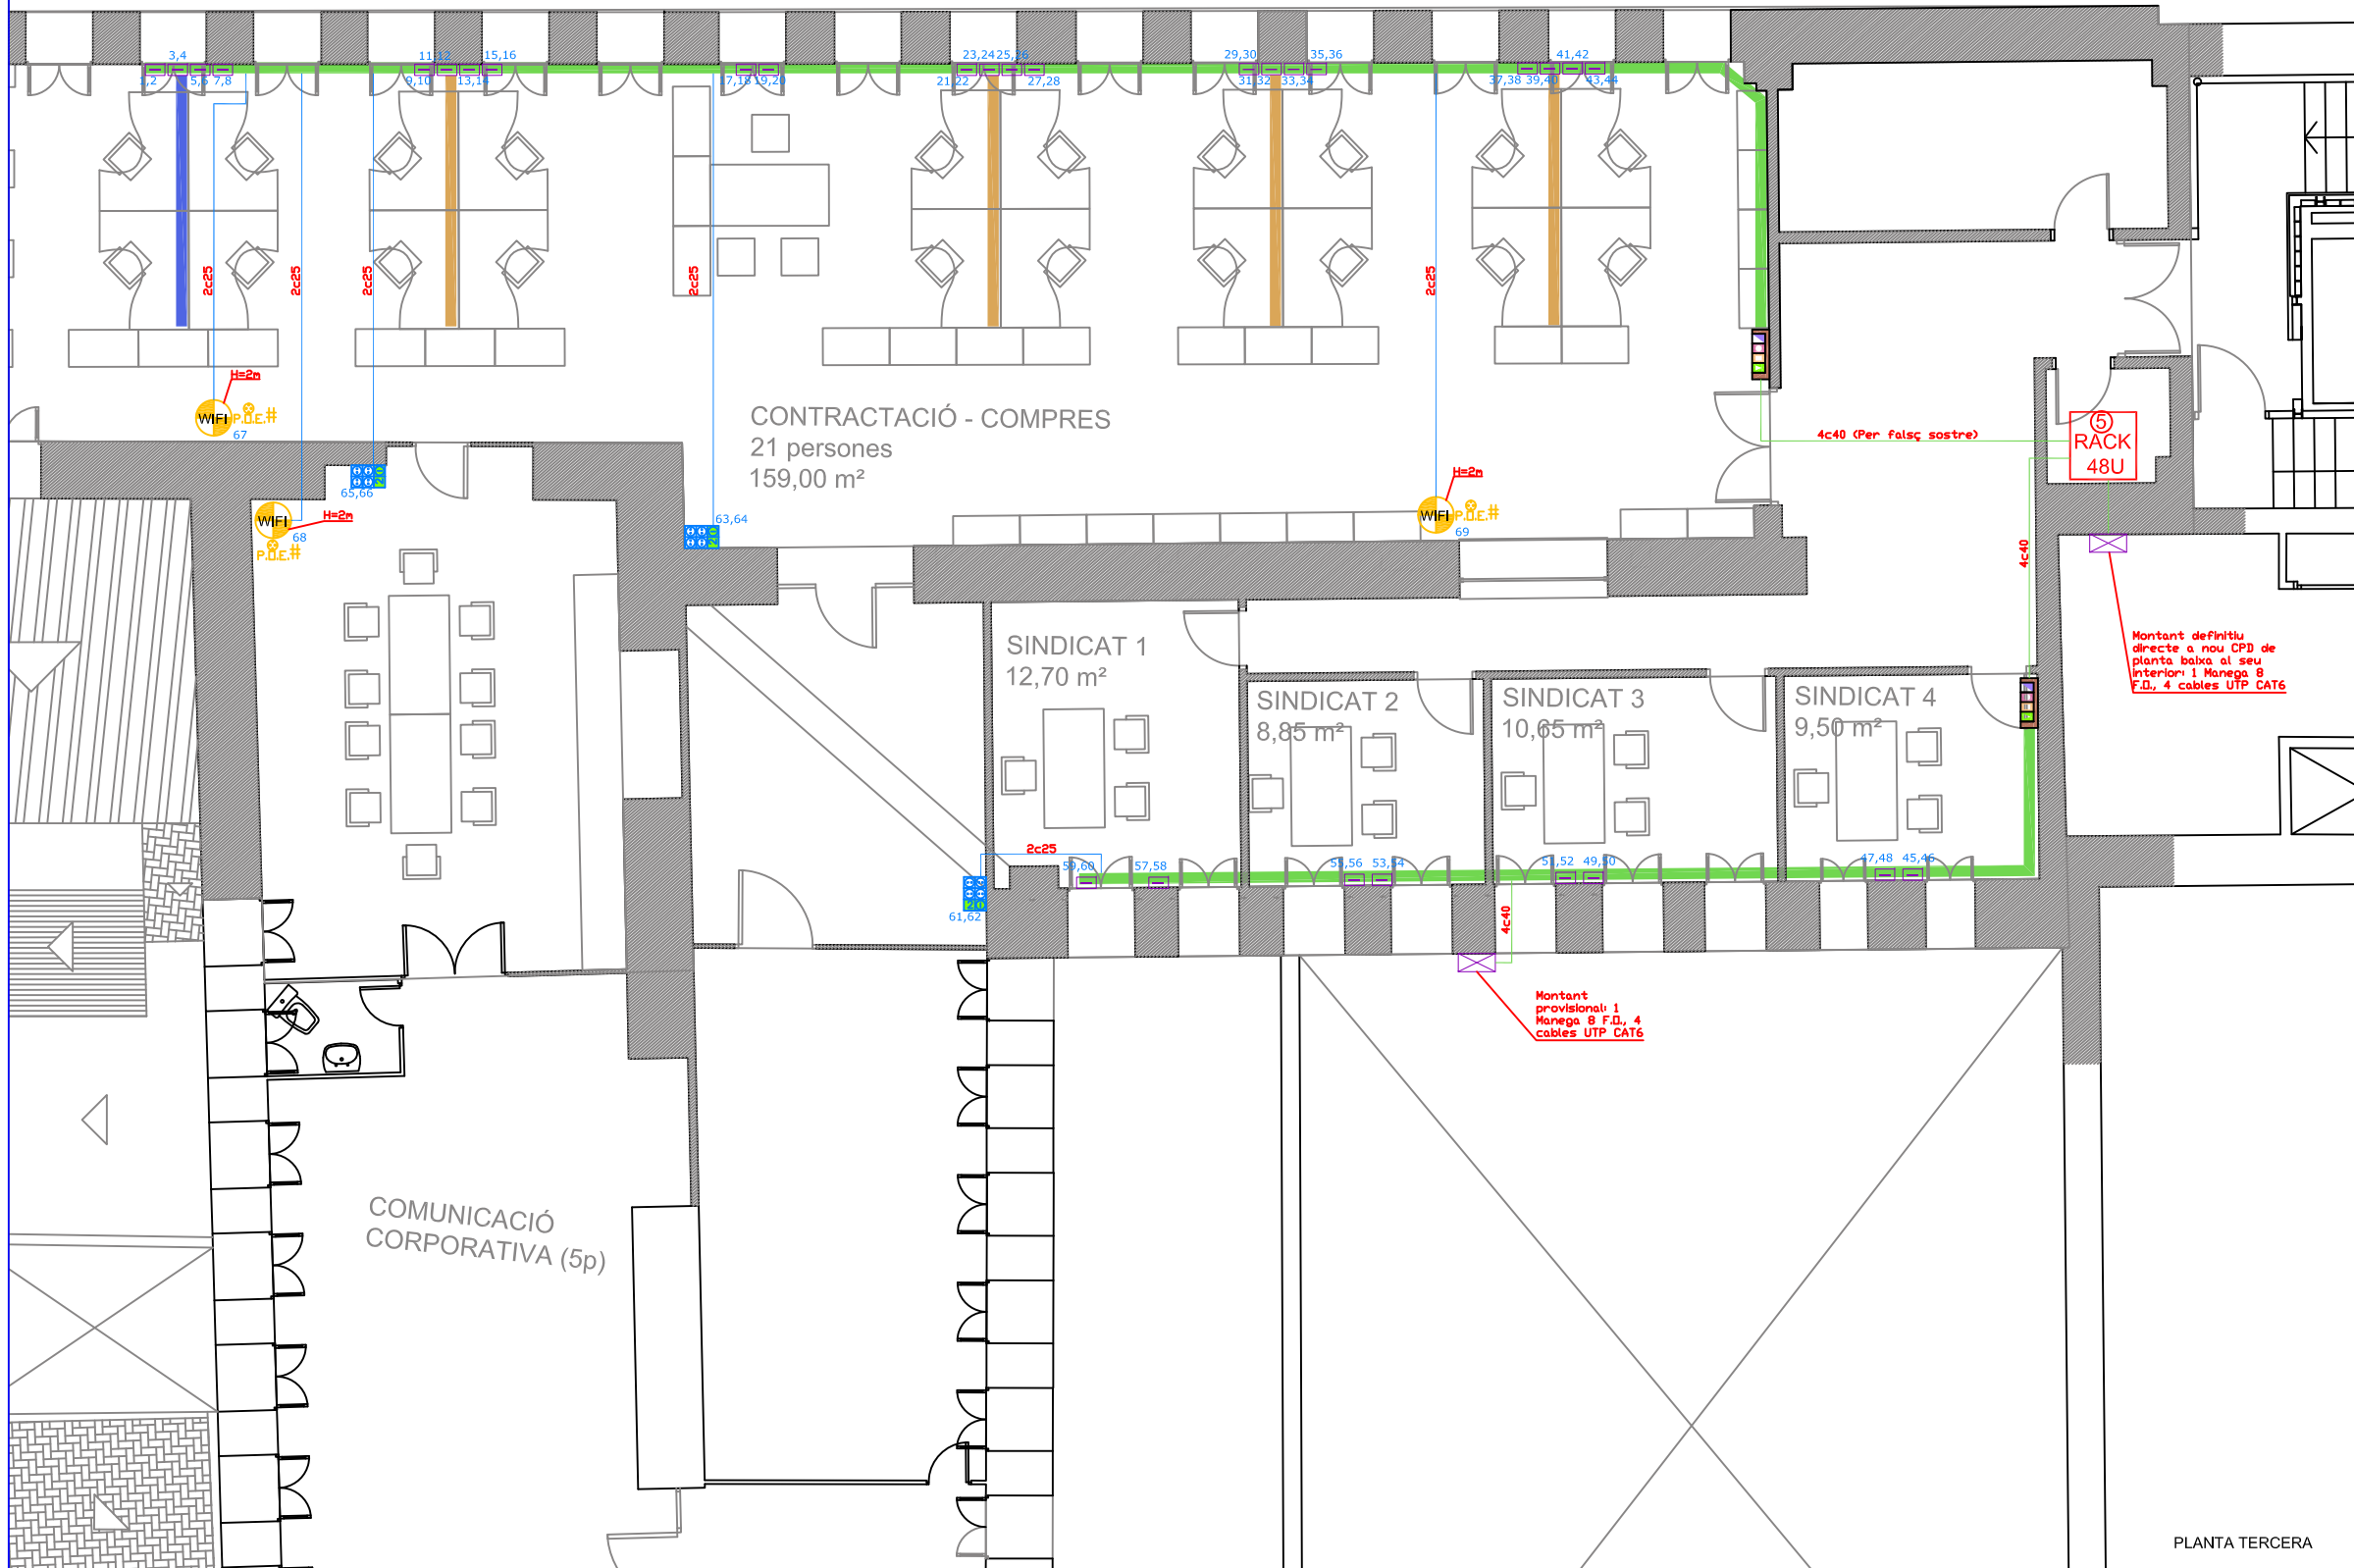 3,4
11,12
15,16
23,24
25,26
29,30
35,36
41,42
1,2
5,6
7,8
9,10
13,14
17,18
19,20
21,22
27,28
31,32
33,34
37,38
39,40
43,44
2c25
2c25
2c25
2c25
2c25
H=2m
WIFI
P.O.E.#
67
CONTRACTACIÓ - COMPRES
21 persones
159,00 m²
4c40 (Per falsç sostre)
5
RACK
48U
65,66
WIFI
H=2m
68
P.O.E.#
63,64
H=2m
WIFI
P.O.E.#
69
4c40
SINDICAT 1
12,70 m²
SINDICAT 2
8,85 m²
SINDICAT 3
10,65 m²
SINDICAT 4
9,50 m²
Montant definitiu
directe a nou CPD de
planta baixa al seu
interior: 1 Manega 8
F.O., 4 cables UTP CAT6
2c25
59,60
57,58
55,56
53,54
51,52
49,50
47,48
45,46
61,62
4c40
Montant
provisional: 1
Manega 8 F.O., 4
cables UTP CAT6
COMUNICACIÓ
CORPORATIVA (5p)
PLANTA TERCERA